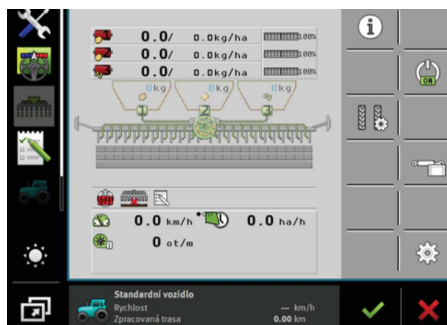 0.0/ 0.0kg/ha 100%
0.0/ 0.0kg/ha 100%
0.0/ 0.0kg/ha 100%
0kg 0kg 0kg
1 2 3
0.0 km/h 0.0 ha/h
0 ot/m
ON
Standardní vozidlo
Rychlost --- km/h
Zpracovaná trasa 0.00 km